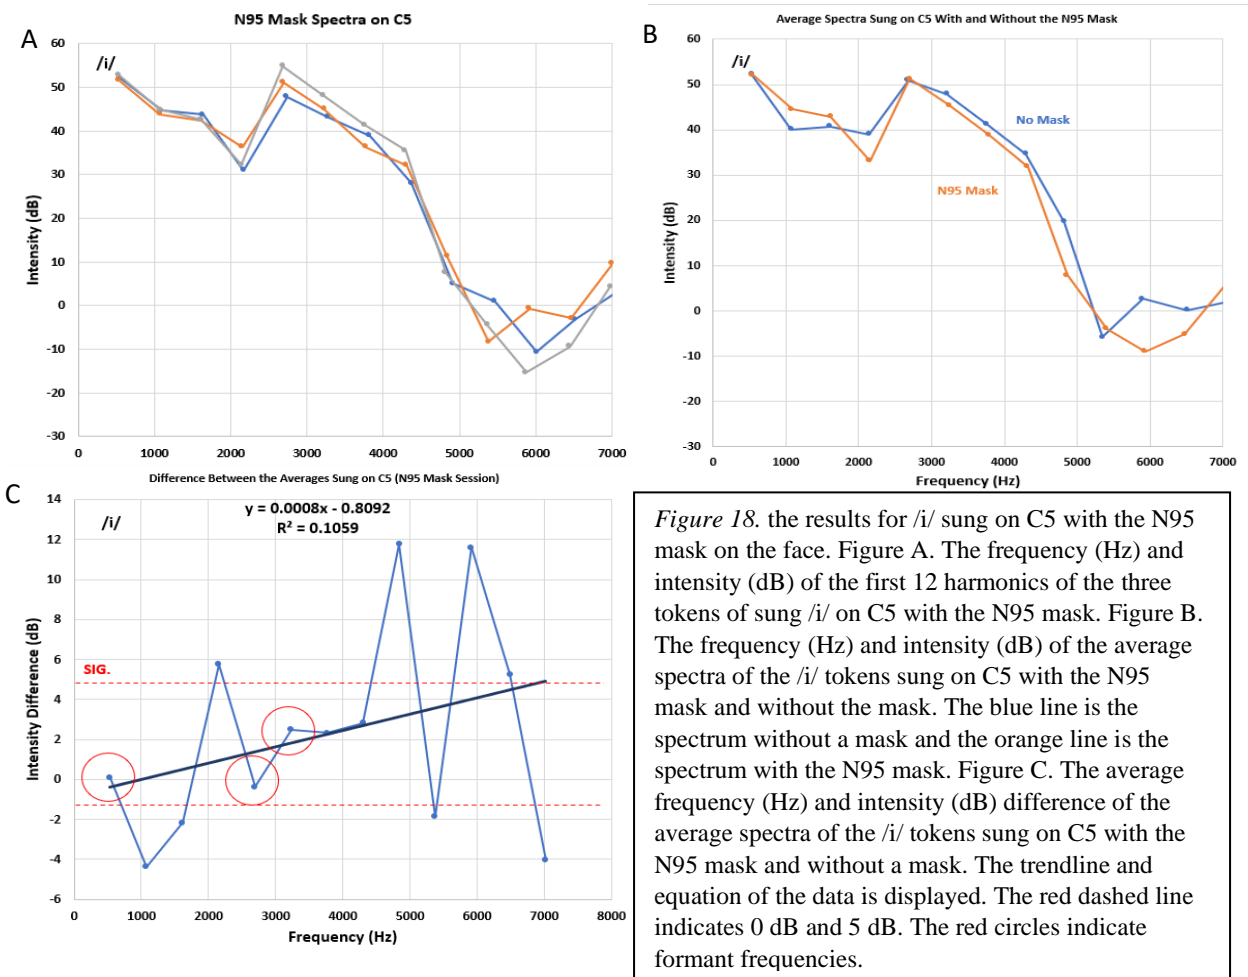 N95 Mask Spectra on C5
A
/i/
Intensity (dB)
60
50
40
30
20
10
0
-10
-20
-30
0 1000 2000 3000 4000 5000 6000 7000
Average Spectra Sung on C5 With and Without the N95 Mask
B
/i/
No Mask
N95 Mask
Intensity (dB)
60
50
40
30
20
10
0
-10
-20
-30
0 1000 2000 3000 4000 5000 6000 7000
Frequency (Hz)
Difference Between the Averages Sung on C5 (N95 Mask Session)
C
/i/
y = 0.0008x - 0.8092
R² = 0.1059
SIG.
Intensity Difference (dB)
14
12
10
8
6
4
2
0
-2
-4
-6
0 1000 2000 3000 4000 5000 6000 7000 8000
Frequency (Hz)
Figure 18. the results for /i/ sung on C5 with the N95
mask on the face. Figure A. The frequency (Hz) and
intensity (dB) of the first 12 harmonics of the three
tokens of sung /i/ on C5 with the N95 mask. Figure B.
The frequency (Hz) and intensity (dB) of the average
spectra of the /i/ tokens sung on C5 with the N95
mask and without the mask. The blue line is the
spectrum without a mask and the orange line is the
spectrum with the N95 mask. Figure C. The average
frequency (Hz) and intensity (dB) difference of the
average spectra of the /i/ tokens sung on C5 with the
N95 mask and without a mask. The trendline and
equation of the data is displayed. The red dashed line
indicates 0 dB and 5 dB. The red circles indicate
formant frequencies.